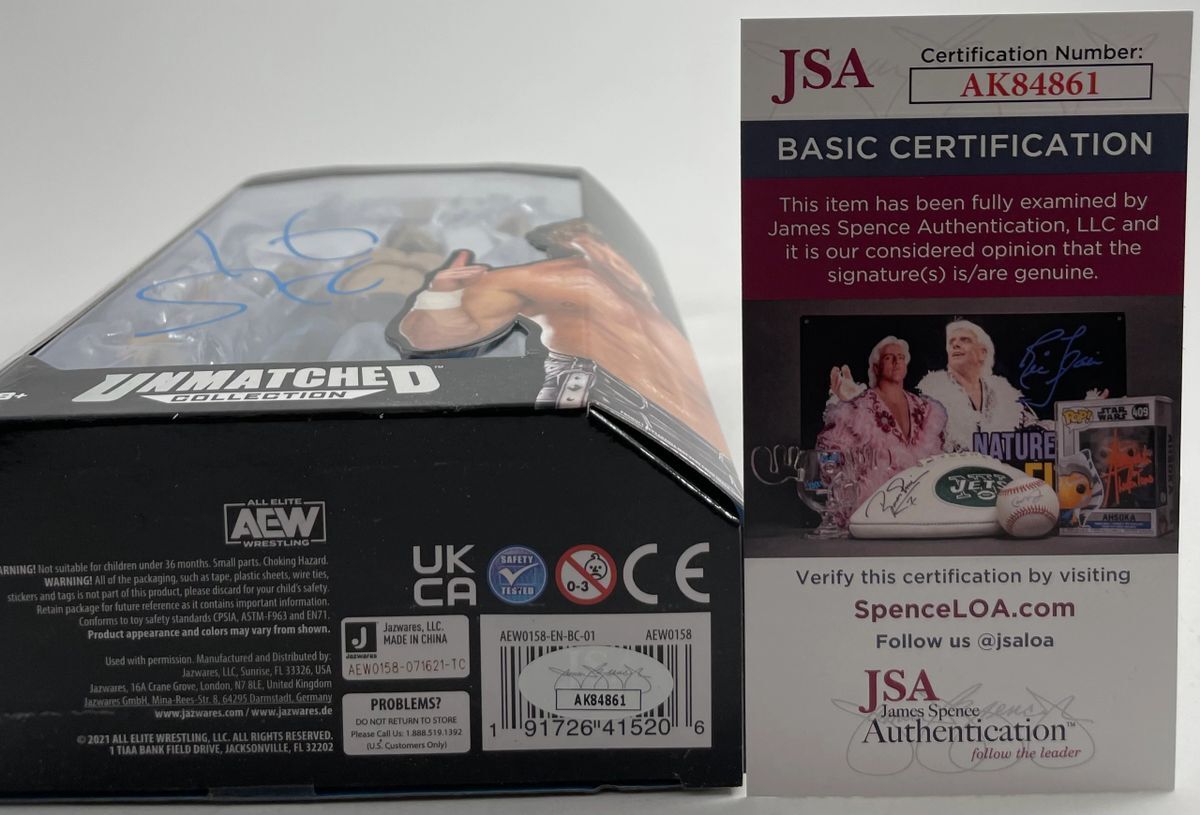 3+
UNMATCHED™
COLLECTION
ALL ELITE
AEW
WRESTLING
ARNING! Not suitable for children under 36 months. Small parts. Choking Hazard.
WARNING! All of the packaging, such as tape, plastic sheets, wire ties,
stickers and tags is not part of this product, please discard for your child's safety.
Retain package for future reference as it contains important information.
Conforms to toy safety standards CPSIA, ASTM-F963 and EN71.
Product appearance and colors may vary from shown.
Used with permission. Manufactured and Distributed by:
Jazwares, LLC, Sunrise, FL 33326, USA
Jazwares, 16A Crane Grove, London, N7 8LE, United Kingdom
Jazwares GmbH, Mina-Rees-Str. 8, 64295 Darmstadt, Germany
www.jazwares.com / www.jazwares.de
© 2021 ALL ELITE WRESTLING, LLC. ALL RIGHTS RESERVED.
1 TIAA BANK FIELD DRIVE, JACKSONVILLE, FL 32202
UK
CA
SAFETY
TESTED
0-3
CE
J
Jazwares
Jazwares, LLC.
MADE IN CHINA
AEW0158-071621-TC
PROBLEMS?
DO NOT RETURN TO STORE
Please Call Us: 1.888.519.1392
(U.S. Customers Only)
AEW0158-EN-BC-01 AEW0158
AK84861
1 91726 41520 6
JSA
Certification Number:
AK84861
BASIC CERTIFICATION
This item has been fully examined by
James Spence Authentication, LLC and
it is our considered opinion that the
signature(s) is/are genuine.
NATURE
JETS
POP!
STAR
WARS
409
AHSOKA
Verify this certification by visiting
SpenceLOA.com
Follow us @jsaloa
JSA
James Spence
Authentication™
follow the leader